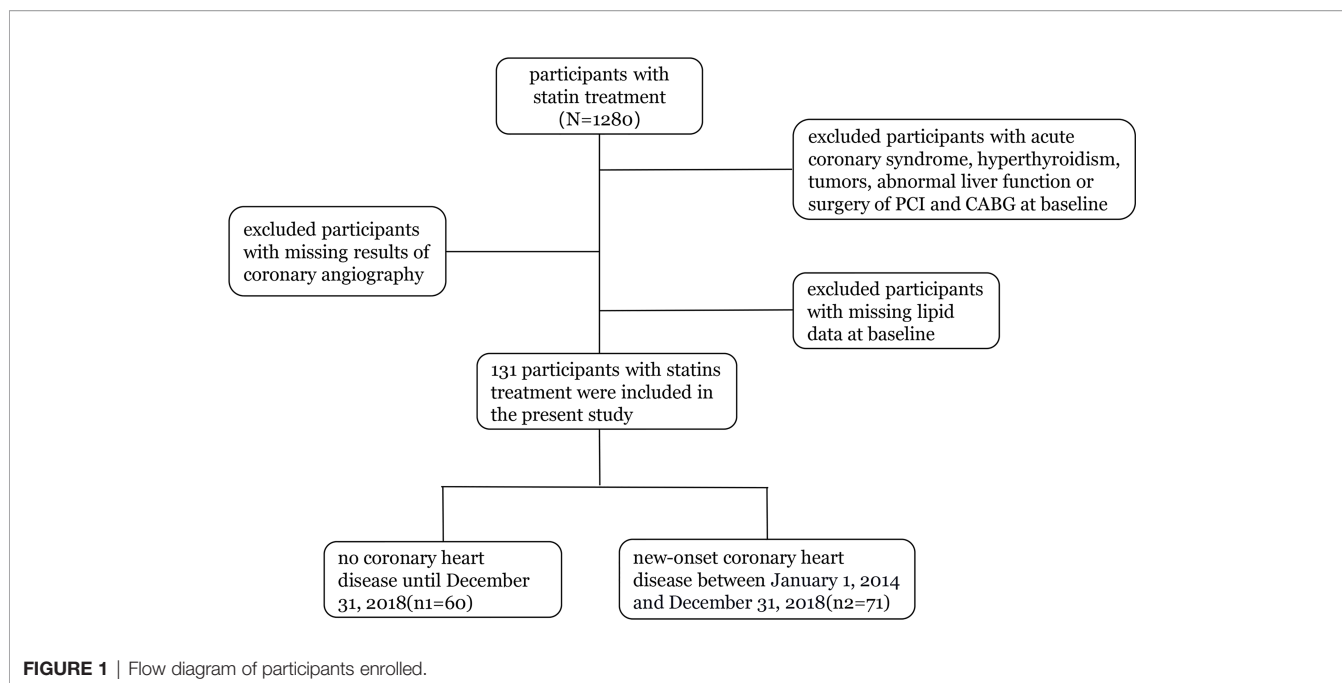 participants with
statin treatment
(N=1280)
excluded participants with acute
coronary syndrome, hyperthyroidism,
tumors, abnormal liver function or
surgery of PCI and CABG at baseline
excluded participants
with missing results of
coronary angiography
excluded participants
with missing lipid
data at baseline
131 participants with statins
treatment were included in
the present study
no coronary heart
disease until December
31, 2018(n1=60)
new-onset coronary heart
disease between January 1, 2014
and December 31, 2018(n2=71)
FIGURE 1 | Flow diagram of participants enrolled.